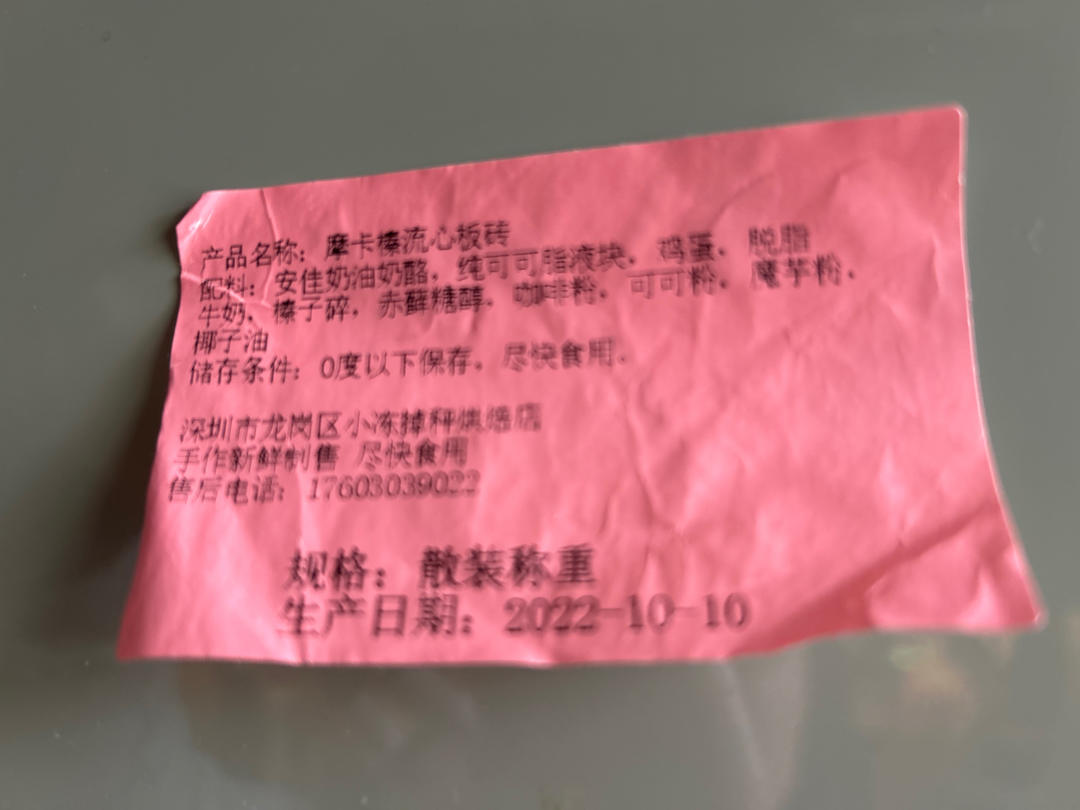 产品名称：摩卡榛流心板砖
配料：安佳奶油奶酪，纯可可脂液块，鸡蛋，脱脂
牛奶、榛子碎，赤藓糖醇，咖啡粉，可可粉，魔芋粉，
椰子油
储存条件：0度以下保存，尽快食用．
深圳市龙岗区小冻掉秤烘焙店
手作新鲜制售 尽快食用
售后电话：17603039022
规格：散装称重
生产日期：2022-10-10